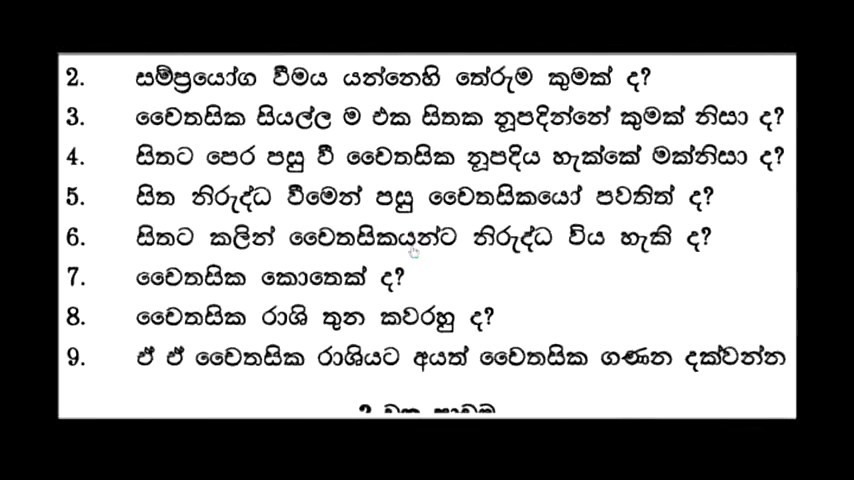 2. සම්ප්‍රයෝග වීමය යන්නෙහි තේරුම කුමක් ද?
3. චෛතසික සියල්ල ම එක සිතක නූපදින්නේ කුමක් නිසා ද?
4. සිතට පෙර පසු වී චෛතසික නූපදිය හැක්කේ මක්නිසා ද?
5. සිත නිරුද්ධ වීමෙන් පසු චෛතසිකයෝ පවතිත් ද?
6. සිතට කලින් චෛතසිකයන්ට නිරුද්ධ විය හැකි ද?
7. චෛතසික කොතෙක් ද?
8. චෛතසික රාශි තුන කවරහු ද?
9. ඒ ඒ චෛතසික රාශියට අයත් චෛතසික ගණන දක්වන්න